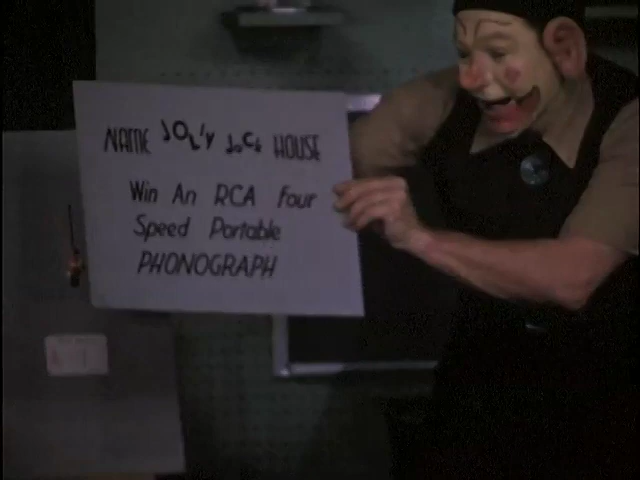 NAME JOLLY JACK HOUSE
Win An RCA Four
Speed Portable
PHONOGRAPH